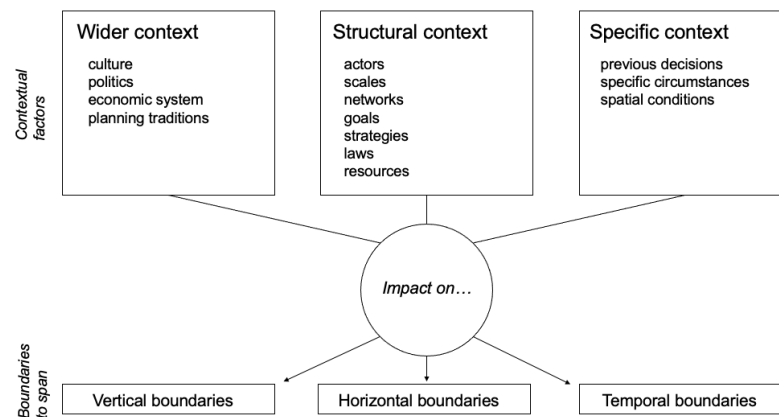 Contextual
factors
Wider context
culture
politics
economic system
planning traditions
Structural context
actors
scales
networks
goals
strategies
laws
resources
Specific context
previous decisions
specific circumstances
spatial conditions
Impact on...
Boundaries
to span
Vertical boundaries
Horizontal boundaries
Temporal boundaries